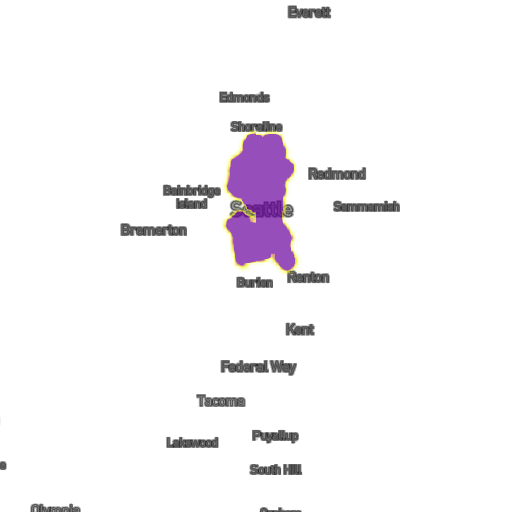 Everett
Edmonds
Shoreline
Redmond
Bainbridge
Island
Sammamish
Seattle
Bremerton
Renton
Burien
Kent
Federal Way
Tacoma
Puyallup
Lakewood
South Hill
Olympia